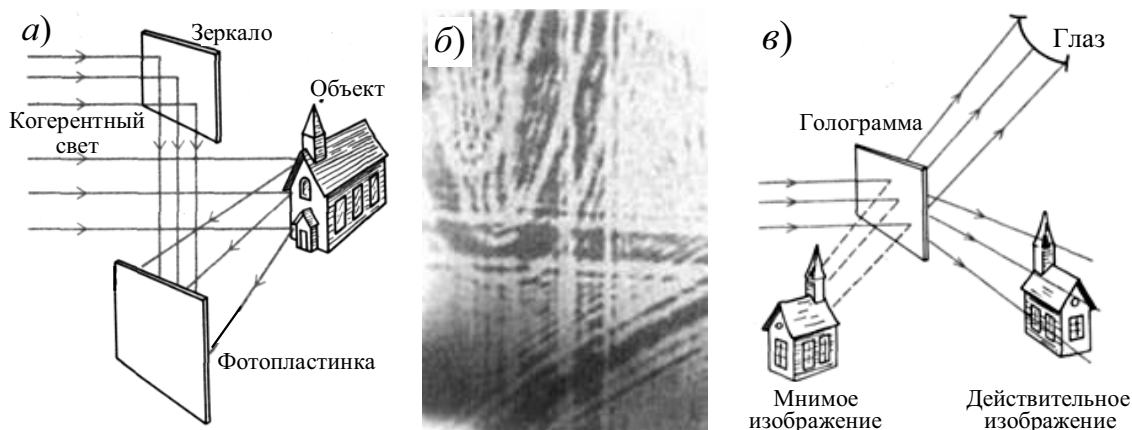 а)
Зеркало
Объект
Когерентный
свет
Фотопластинка
б)
в)
Глаз
Голограмма
Мнимое
изображение
Действительное
изображение